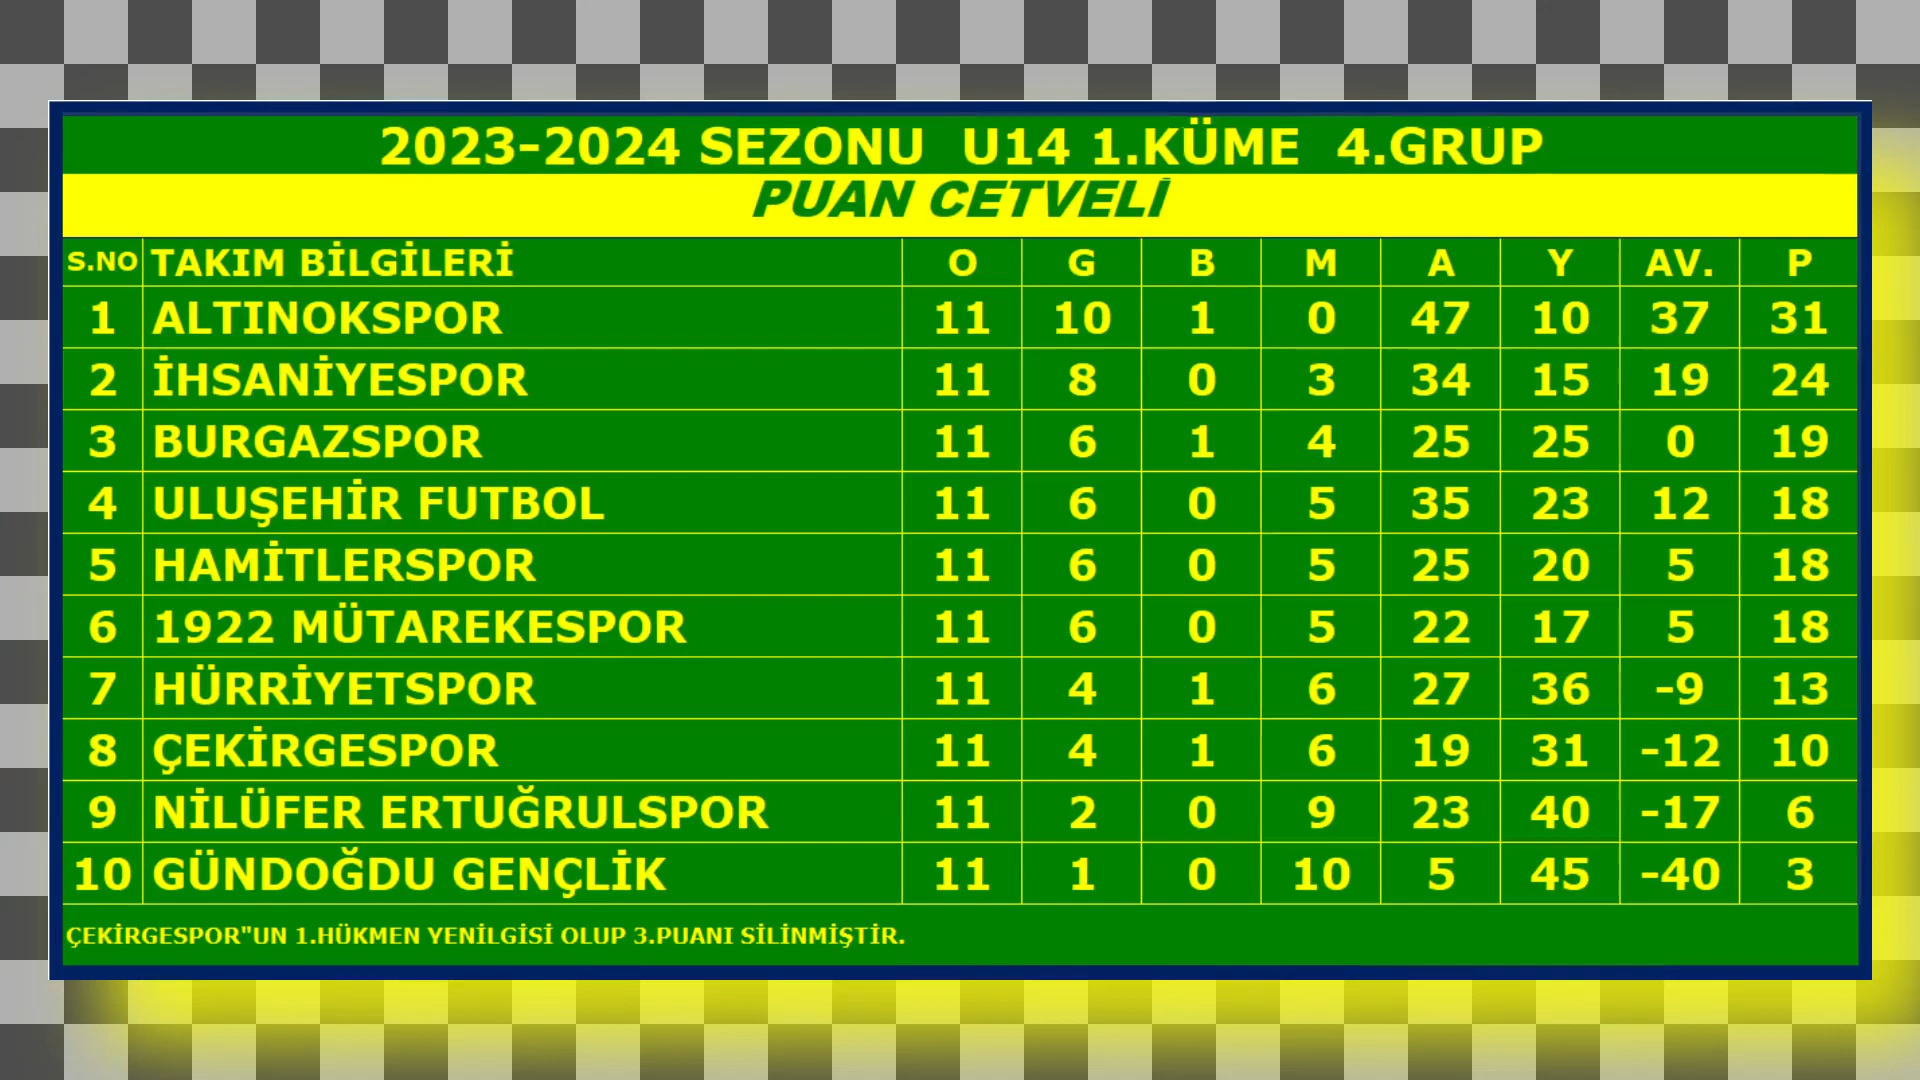 2023-2024 SEZONU U14 1.KÜME 4.GRUP
PUAN CETVELİ
S.NO TAKIM BİLGİLERİ O G B M A Y AV. P
1 ALTINOKSPOR 11 10 1 0 47 10 37 31
2 İHSANİYESPOR 11 8 0 3 34 15 19 24
3 BURGAZSPOR 11 6 1 4 25 25 0 19
4 ULUŞEHİR FUTBOL 11 6 0 5 35 23 12 18
5 HAMİTLERSPOR 11 6 0 5 25 20 5 18
6 1922 MÜTAREKESPOR 11 6 0 5 22 17 5 18
7 HÜRRİYETSPOR 11 4 1 6 27 36 -9 13
8 ÇEKİRGESPOR 11 4 1 6 19 31 -12 10
9 NİLÜFER ERTUĞRULSPOR 11 2 0 9 23 40 -17 6
10 GÜNDOĞDU GENÇLİK 11 1 0 10 5 45 -40 3
ÇEKİRGESPOR"UN 1.HÜKMEN YENİLGİSİ OLUP 3.PUANI SİLİNMİŞTİR.